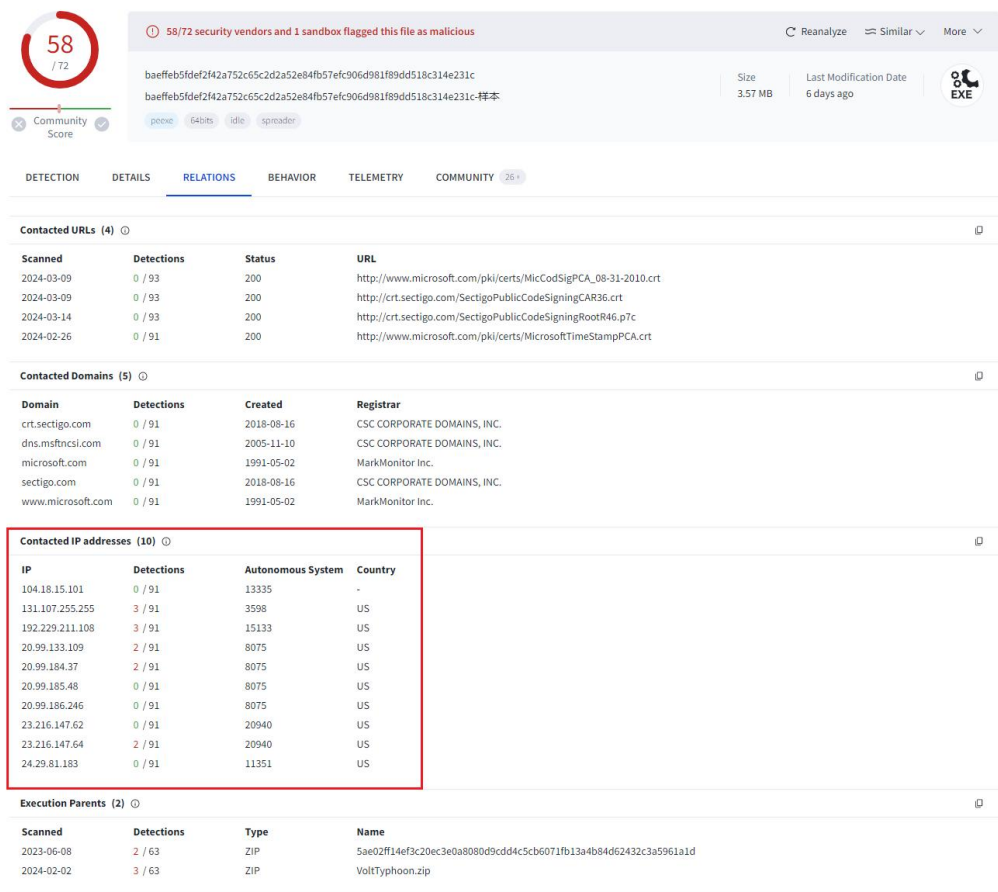 58
/ 72
Community
Score
58/72 security vendors and 1 sandbox flagged this file as malicious
Reanalyze Similar More
baeffeb5fdef2f42a752c65c2d2a52e84fb57efc906d981f89dd518c314e231c
baeffeb5fdef2f42a752c65c2d2a52e84fb57efc906d981f89dd518c314e231c-样本
peexe 64bits idle spreader
Size
3.57 MB
Last Modification Date
6 days ago
EXE
DETECTION DETAILS RELATIONS BEHAVIOR TELEMETRY COMMUNITY 26+
Contacted URLs (4)
Scanned Detections Status URL
2024-03-09 0 / 93 200 http://www.microsoft.com/pki/certs/MicCodSigPCA_08-31-2010.crt
2024-03-09 0 / 93 200 http://crt.sectigo.com/SectigoPublicCodeSigningCAR36.crt
2024-03-14 0 / 93 200 http://crt.sectigo.com/SectigoPublicCodeSigningRootR46.p7c
2024-02-26 0 / 91 200 http://www.microsoft.com/pki/certs/MicrosoftTimeStampPCA.crt
Contacted Domains (5)
Domain Detections Created Registrar
crt.sectigo.com 0 / 91 2018-08-16 CSC CORPORATE DOMAINS, INC.
dns.msftncsi.com 0 / 91 2005-11-10 CSC CORPORATE DOMAINS, INC.
microsoft.com 0 / 91 1991-05-02 MarkMonitor Inc.
sectigo.com 0 / 91 2018-08-16 CSC CORPORATE DOMAINS, INC.
www.microsoft.com 0 / 91 1991-05-02 MarkMonitor Inc.
Contacted IP addresses (10)
IP Detections Autonomous System Country
104.18.15.101 0 / 91 13335 -
131.107.255.255 3 / 91 3598 US
192.229.211.108 3 / 91 15133 US
20.99.133.109 2 / 91 8075 US
20.99.184.37 2 / 91 8075 US
20.99.185.48 0 / 91 8075 US
20.99.186.246 0 / 91 8075 US
23.216.147.62 0 / 91 20940 US
23.216.147.64 2 / 91 20940 US
24.29.81.183 0 / 91 11351 US
Execution Parents (2)
Scanned Detections Type Name
2023-06-08 2 / 63 ZIP 5ae02ff14ef3c20ec3e0a8080d9cdd4c5cb6071fb13a4b84d62432c3a5961a1d
2024-02-02 3 / 63 ZIP VoltTyphoon.zip